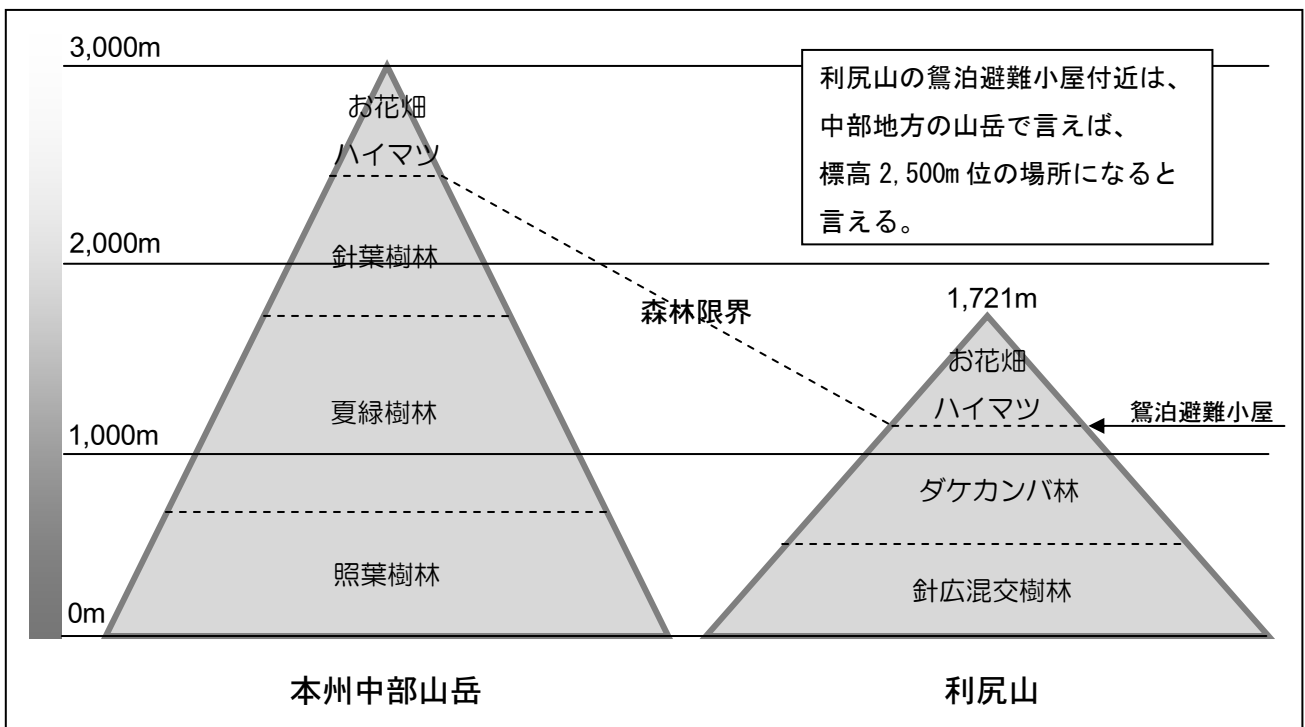 3,000m
お花畑
ハイマツ
利尻山の鴛泊避難小屋付近は、
中部地方の山岳で言えば、
標高 2,500m 位の場所になると
言える。
2,000m
針葉樹林
森林限界
1,721m
お花畑
ハイマツ
鴛泊避難小屋
夏緑樹林
1,000m
ダケカンバ林
照葉樹林
針広混交樹林
0m
本州中部山岳
利尻山